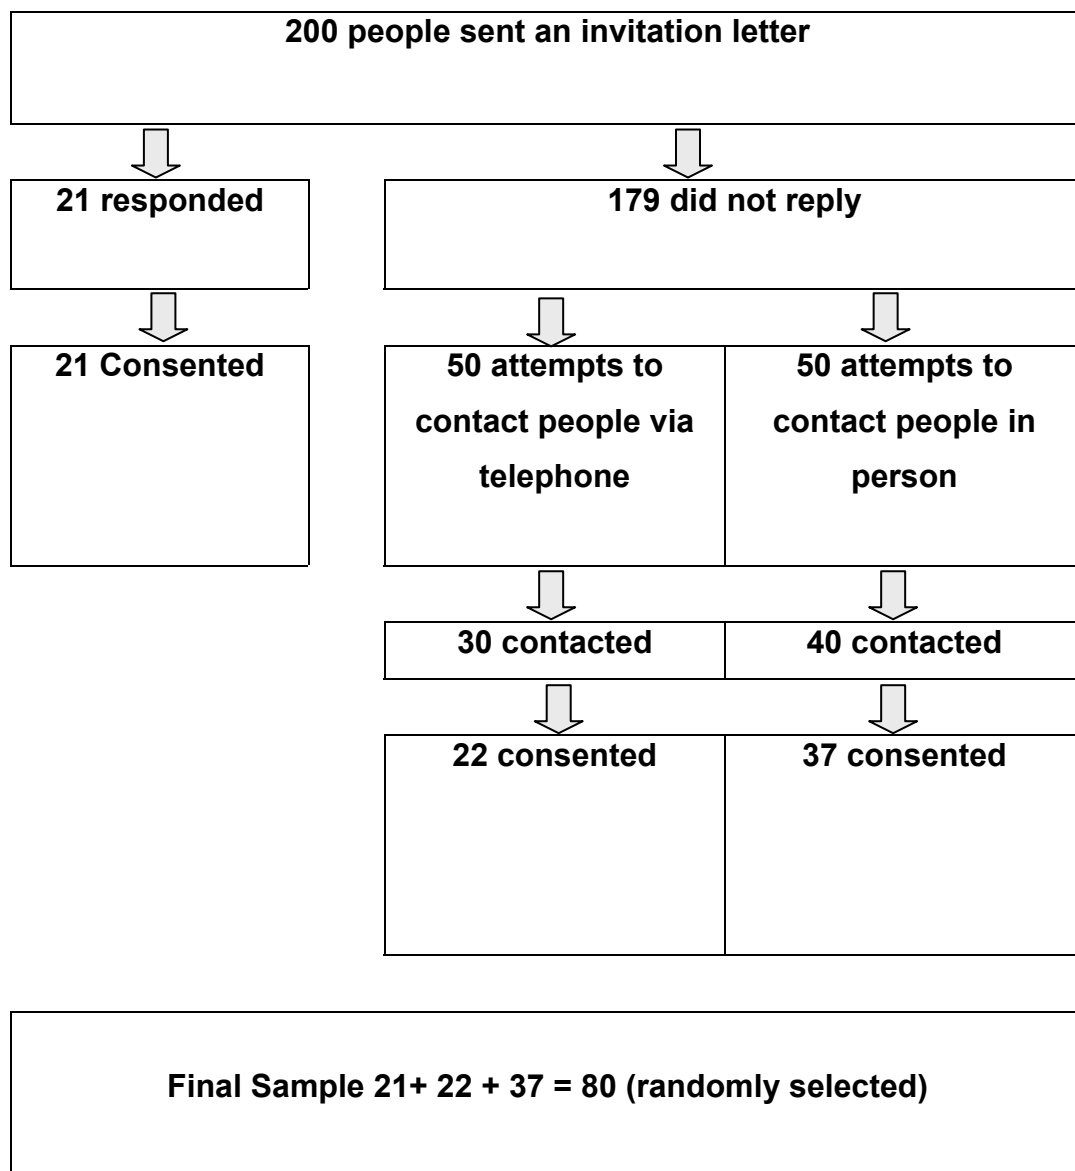 200 people sent an invitation letter
21 responded
179 did not reply
21 Consented
50 attempts to
contact people via
telephone
50 attempts to
contact people in
person
30 contacted
40 contacted
22 consented
37 consented
Final Sample 21+ 22 + 37 = 80 (randomly selected)